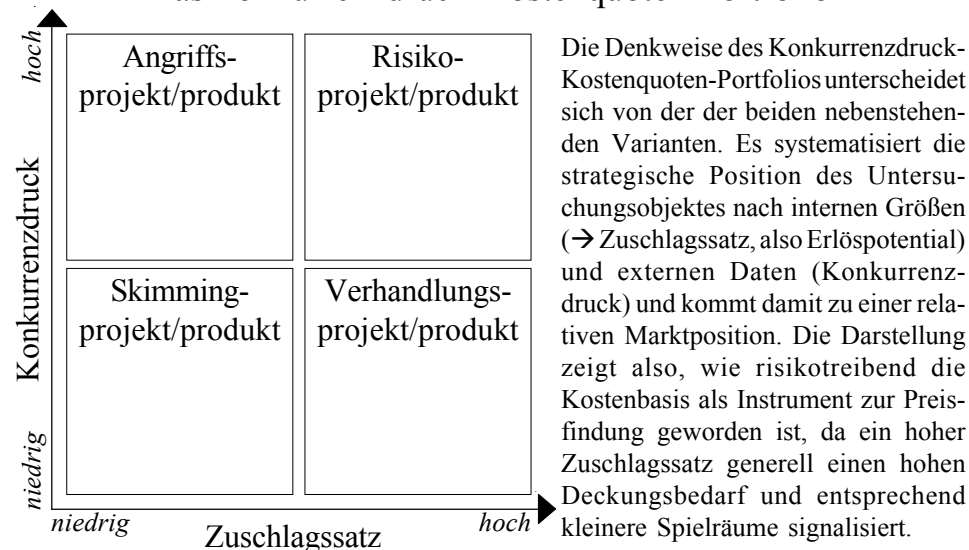 hoch
Angriffs-
projekt/produkt
Risiko-
projekt/produkt
Konkurrenzdruck
Skimming-
projekt/produkt
Verhandlungs-
projekt/produkt
niedrig
niedrig
Zuschlagssatz
hoch
Die Denkweise des Konkurrenzdruck-
Kostenquoten-Portfolios unterscheidet
sich von der der beiden nebenstehen-
den Varianten. Es systematisiert die
strategische Position des Untersu-
chungsobjektes nach internen Größen
(→ Zuschlagssatz, also Erlöspotential)
und externen Daten (Konkurrenz-
druck) und kommt damit zu einer rela-
tiven Marktposition. Die Darstellung
zeigt also, wie risikotreibend die
Kostenbasis als Instrument zur Preis-
findung geworden ist, da ein hoher
Zuschlagssatz generell einen hohen
Deckungsbedarf und entsprechend
kleinere Spielräume signalisiert.